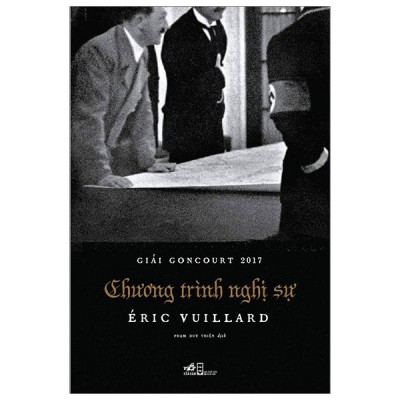 GIẢI GONCOURT 2017
Chương trình nghị sự
ÉRIC VUILLARD
PHẠM DUY THIỆN dịch